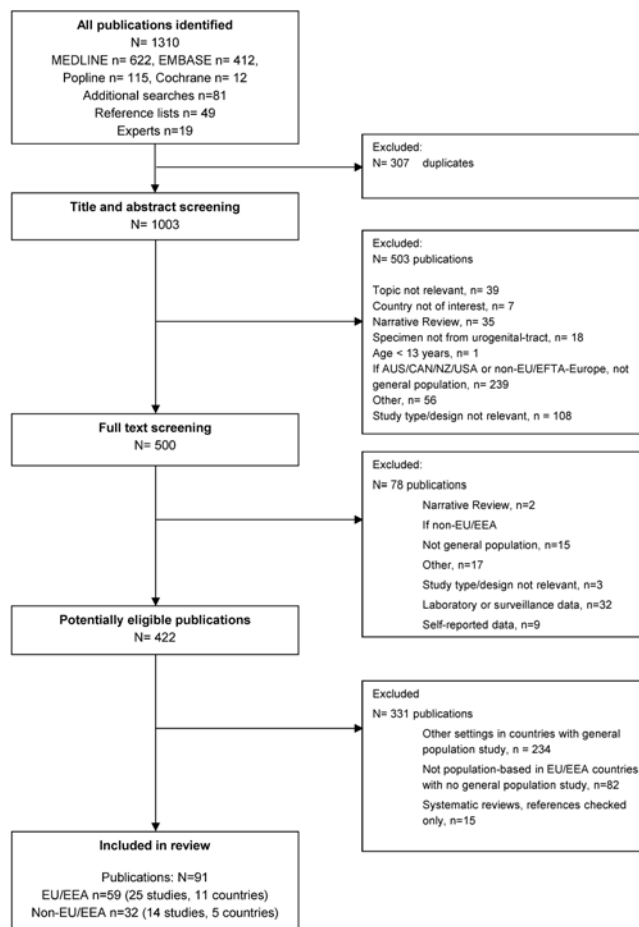 All publications identified
N= 1310
MEDLINE n= 622, EMBASE n= 412,
Popline n= 115, Cochrane n= 12
Additional searches n=81
Reference lists n= 49
Experts n=19
Excluded:
N= 307 duplicates
Title and abstract screening
N= 1003
Excluded:
N= 503 publications
Topic not relevant, n= 39
Country not of interest, n= 7
Narrative Review, n= 35
Specimen not from urogenital-tract, n= 18
Age < 13 years, n= 1
If AUS/CAN/NZ/USA or non-EU/EFTA-Europe, not
general population, n= 239
Other, n= 56
Study type/design not relevant, n = 108
Full text screening
N= 500
Excluded:
N= 78 publications
Narrative Review, n=2
If non-EU/EEA
Not general population, n=15
Other, n=17
Study type/design not relevant, n=3
Laboratory or surveillance data, n=32
Self-reported data, n=9
Potentially eligible publications
N= 422
Excluded
N= 331 publications
Other settings in countries with general
population study, n = 234
Not population-based in EU/EEA countries
with no general population study, n=82
Systematic reviews, references checked
only, n=15
Included in review
Publications: N=91
EU/EEA n=59 (25 studies, 11 countries)
Non-EU/EEA n=32 (14 studies, 5 countries)